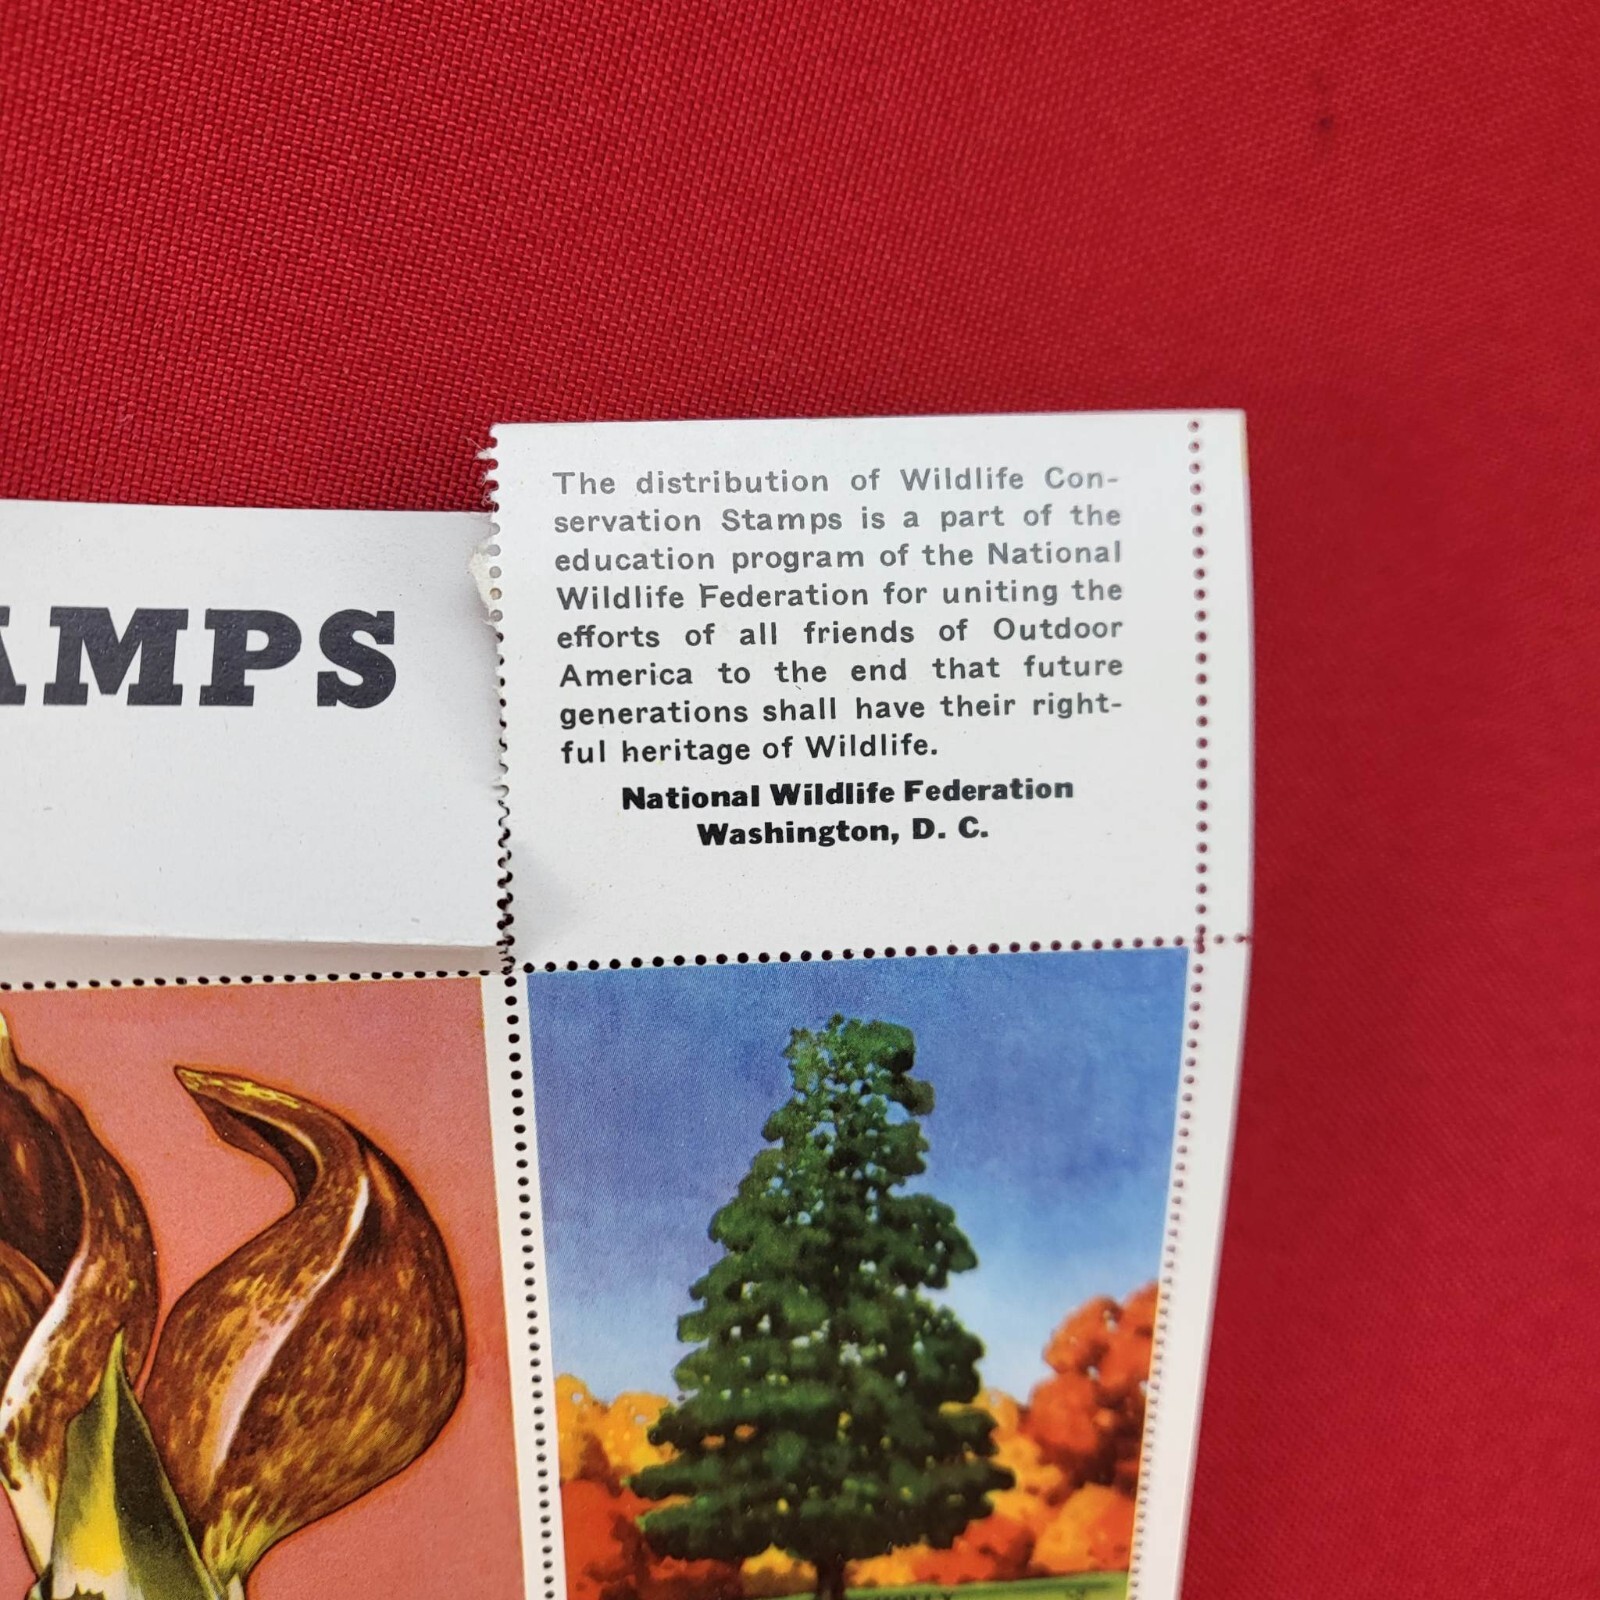 AMPS
The distribution of Wildlife Con-
servation Stamps is a part of the
education program of the National
Wildlife Federation for uniting the
efforts of all friends of Outdoor
America to the end that future
generations shall have their right-
ful heritage of Wildlife.
National Wildlife Federation
Washington, D. C.